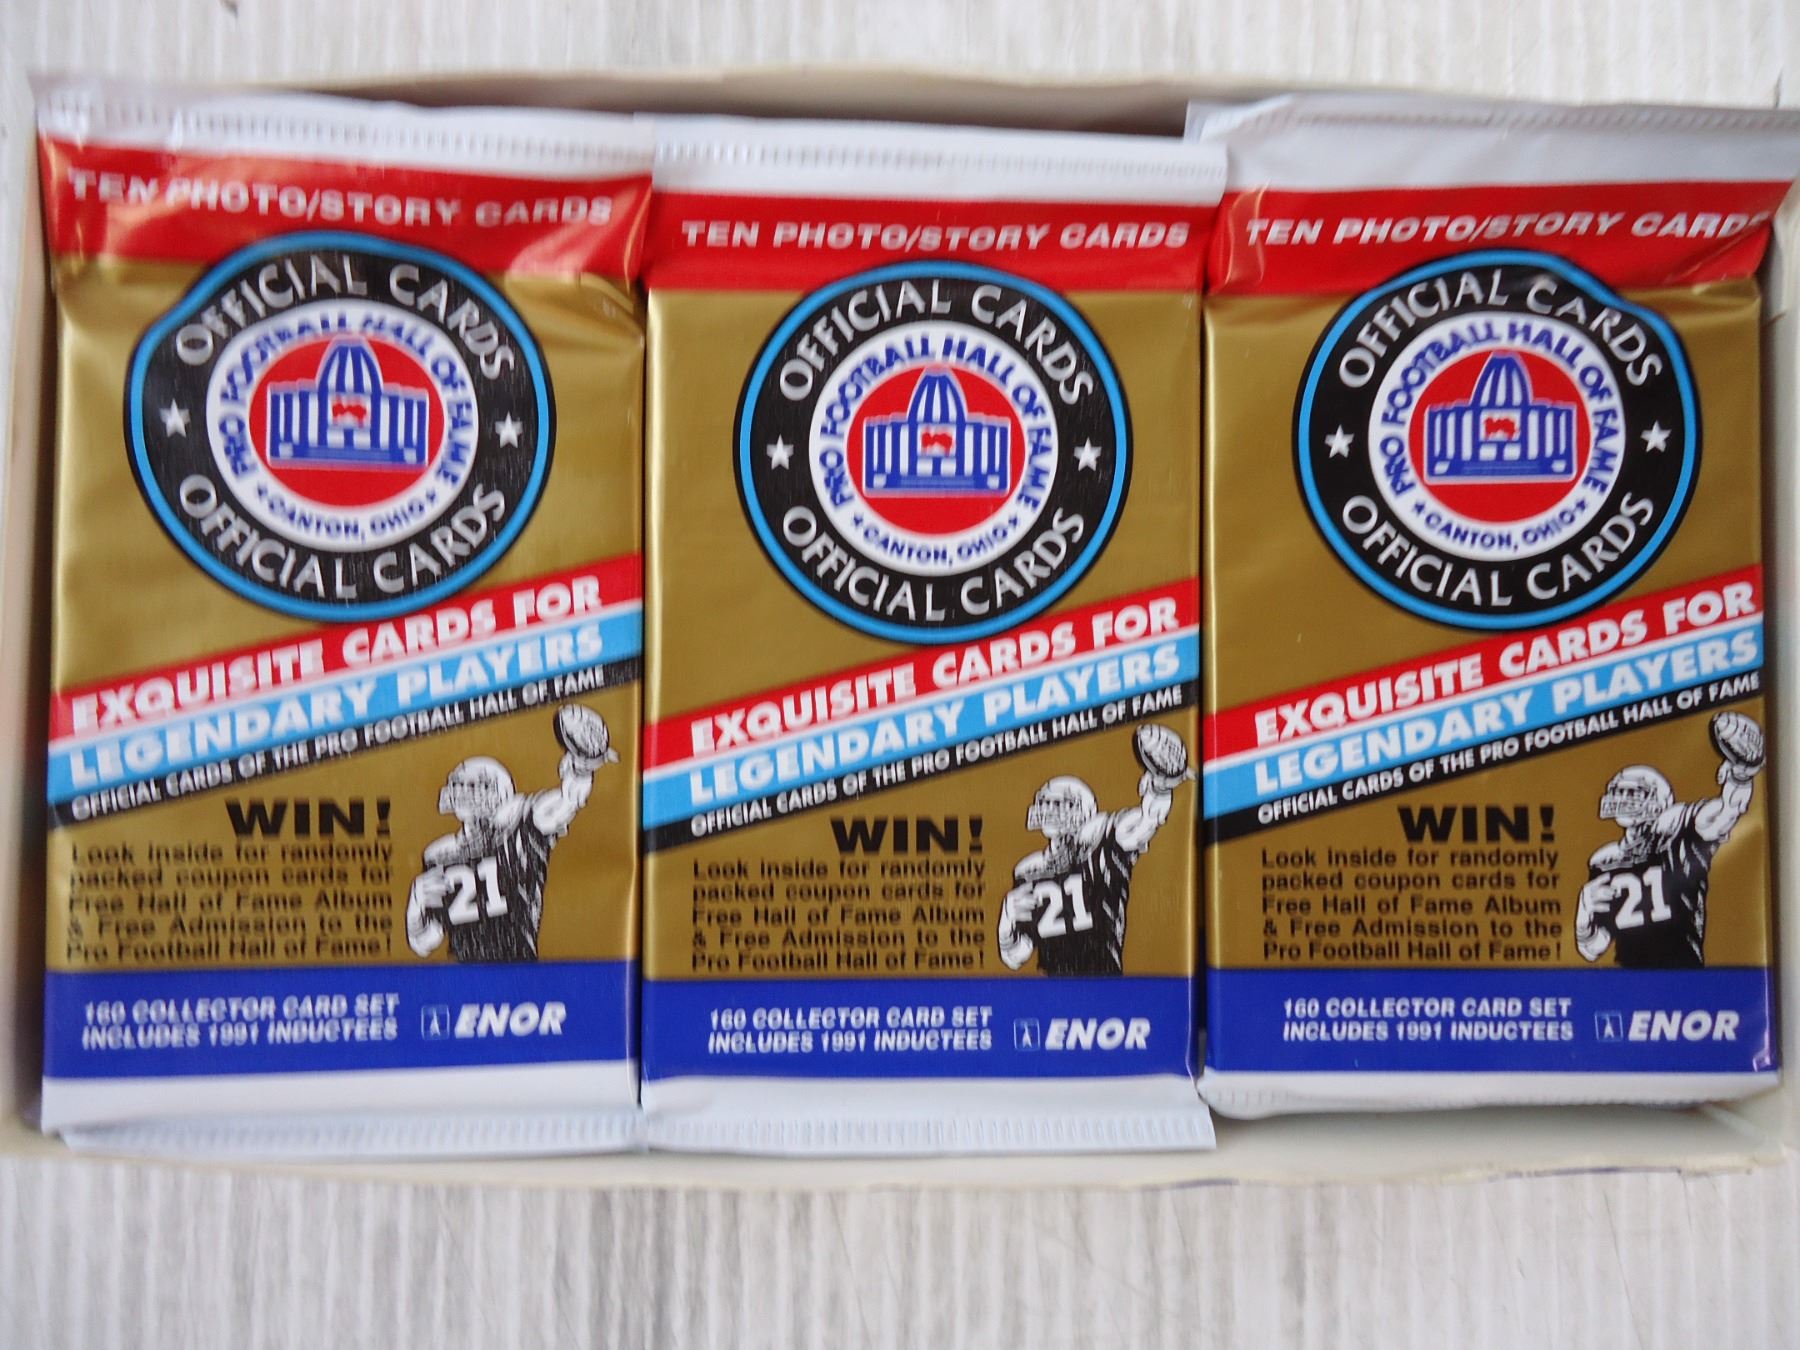 TEN PHOTO/STORY CARDS
OFFICIAL CARDS
PRO FOOTBALL HALL OF FAME
CANTON, OHIO
OFFICIAL CARDS
EXQUISITE CARDS FOR
LEGENDARY PLAYERS
OFFICIAL CARDS OF THE PRO FOOTBALL HALL OF FAME
WIN!
Look inside for randomly
packed coupon cards for
Free Hall of Fame Album
& Free Admission to the
Pro Football Hall of Fame!
21
160 COLLECTOR CARD SET
INCLUDES 1991 INDUCTEES
ENOR
TEN PHOTO/STORY CARDS
OFFICIAL CARDS
PRO FOOTBALL HALL OF FAME
CANTON, OHIO
OFFICIAL CARDS
EXQUISITE CARDS FOR
LEGENDARY PLAYERS
OFFICIAL CARDS OF THE PRO FOOTBALL HALL OF FAME
WIN!
Look inside for randomly
packed coupon cards for
Free Hall of Fame Album
& Free Admission to the
Pro Football Hall of Fame!
21
160 COLLECTOR CARD SET
INCLUDES 1991 INDUCTEES
ENOR
TEN PHOTO/STORY CARDS
OFFICIAL CARDS
PRO FOOTBALL HALL OF FAME
CANTON, OHIO
OFFICIAL CARDS
EXQUISITE CARDS FOR
LEGENDARY PLAYERS
OFFICIAL CARDS OF THE PRO FOOTBALL HALL OF FAME
WIN!
Look inside for randomly
packed coupon cards for
Free Hall of Fame Album
& Free Admission to the
Pro Football Hall of Fame!
21
160 COLLECTOR CARD SET
INCLUDES 1991 INDUCTEES
ENOR